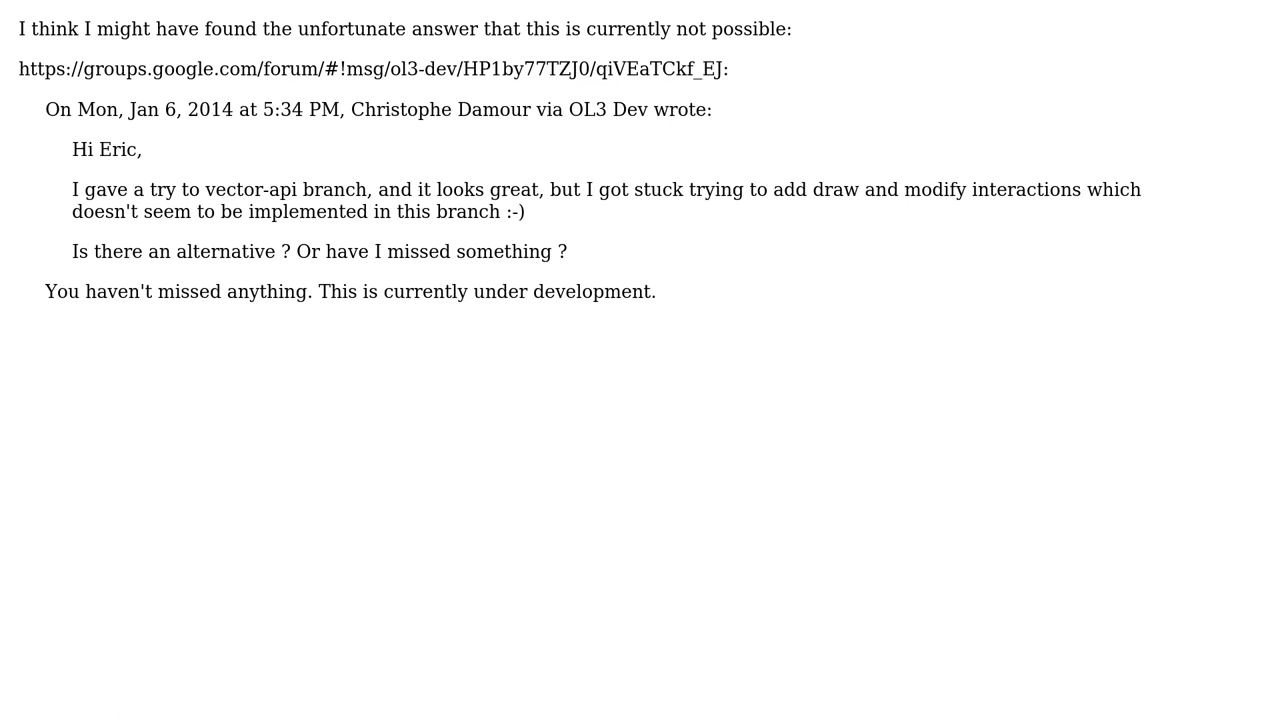 I think I might have found the unfortunate answer that this is currently not possible:
https://groups.google.com/forum/#!msg/ol3-dev/HP1by77TZJ0/qiVEaTCkf_EJ:
On Mon, Jan 6, 2014 at 5:34 PM, Christophe Damour via OL3 Dev wrote:
Hi Eric,
I gave a try to vector-api branch, and it looks great, but I got stuck trying to add draw and modify interactions which
doesn't seem to be implemented in this branch :-)
Is there an alternative ? Or have I missed something ?
You haven't missed anything. This is currently under development.